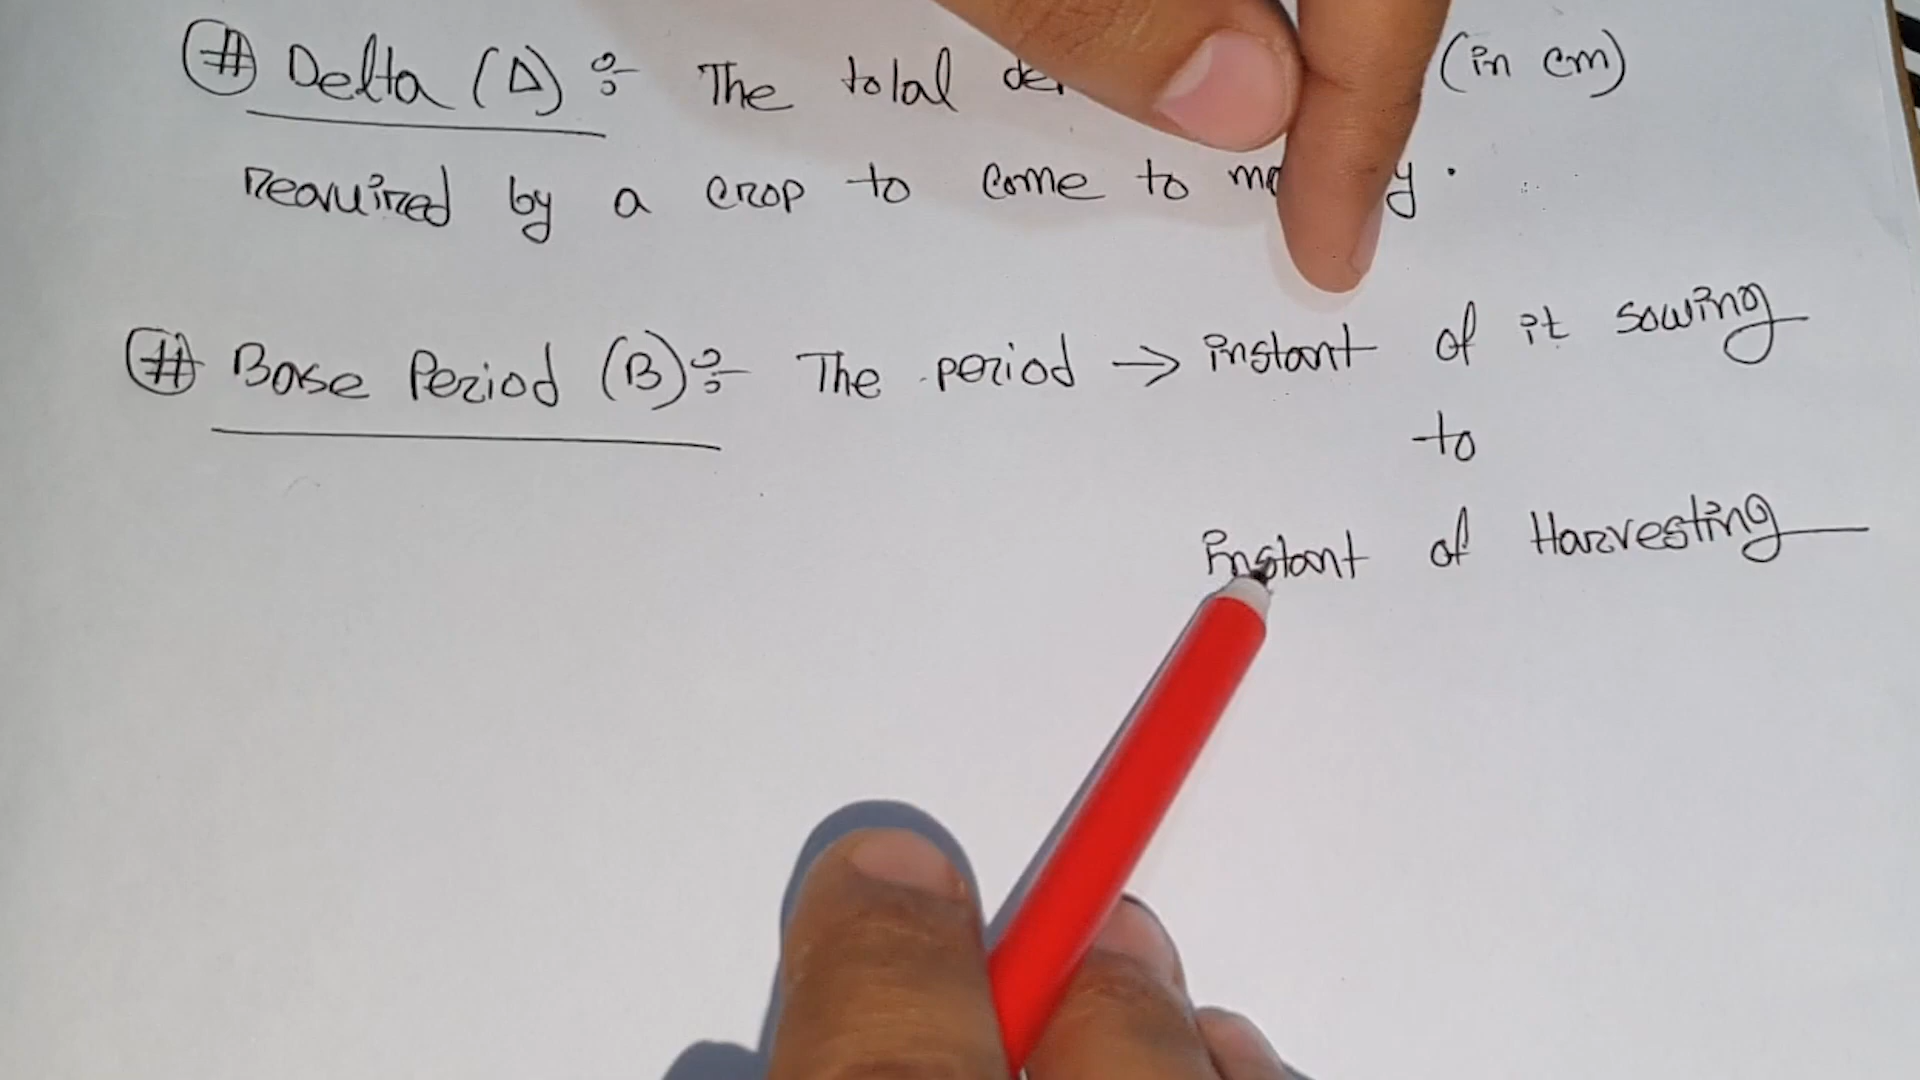 # Delta (Δ) ÷ The total (in cm)
reauired by a crop to come to
# Base Period (B) ÷ The period → instant of it sowing
to
instant of Harvesting